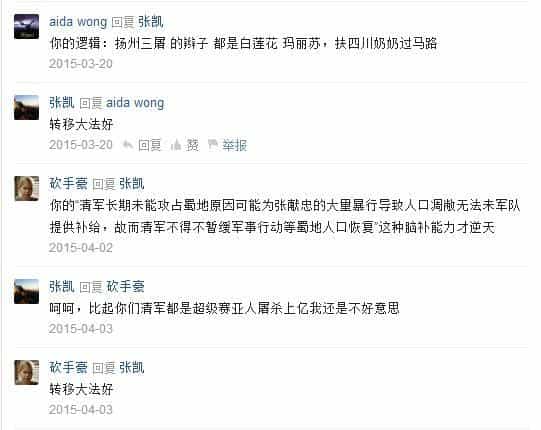 aida wong 回复 张凯
你的逻辑：扬州三屠 的辫子 都是白莲花 玛丽苏，扶四川奶奶过马路
2015-03-20
张凯 回复 aida wong
转移大法好
2015-03-20 回复 赞 举报
砍手豪 回复 张凯
你的“清军长期未能攻占蜀地原因可能为张献忠的大量暴行导致人口凋敝无法未军队
提供补给，故而清军不得不暂缓军事行动等蜀地人口恢复”这种脑补能力才逆天
2015-04-02
张凯 回复 砍手豪
呵呵，比起你们清军都是超级赛亚人屠杀上亿我还是不好意思
2015-04-03
砍手豪 回复 张凯
转移大法好
2015-04-03